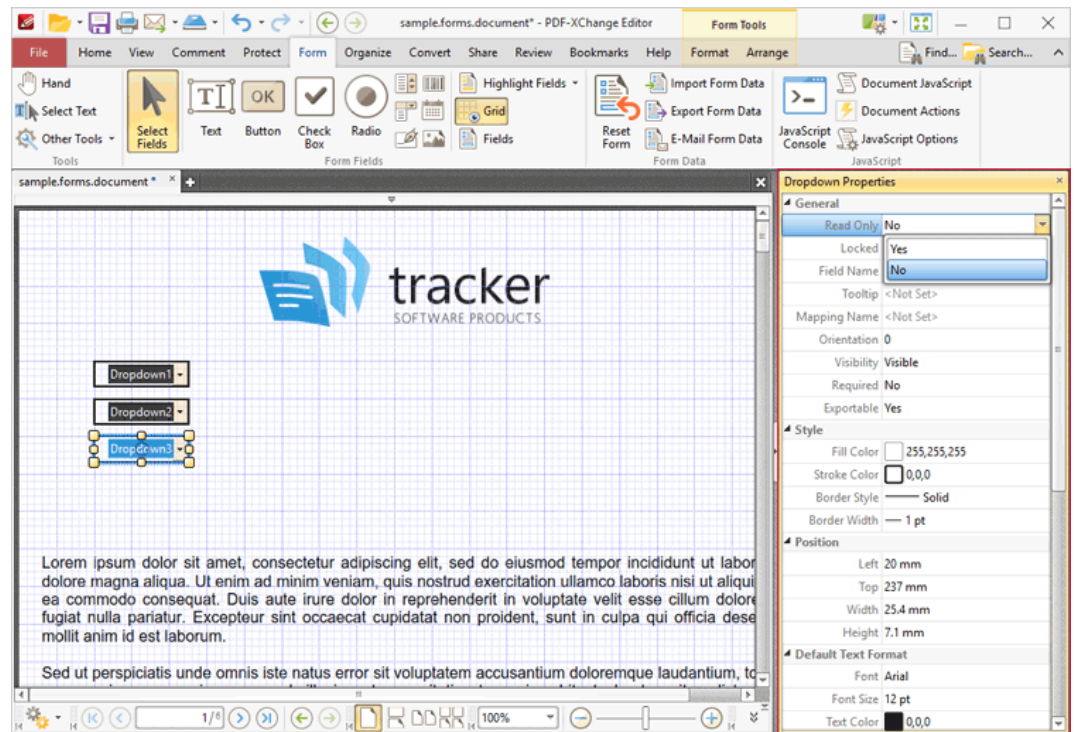 sample.forms.document* - PDF-XChange Editor
Form Tools
File Home View Comment Protect Form Organize Convert Share Review Bookmarks Help Format Arrange Find... Search...
Hand
Select Text
Other Tools
Tools
Select Fields
Text
OK
Button
Check Box
Radio
Form Fields
Highlight Fields
Grid
Fields
Reset Form
Import Form Data
Export Form Data
E-Mail Form Data
Form Data
JavaScript Console
Document JavaScript
Document Actions
JavaScript Options
JavaScript
sample.forms.document *
tracker
SOFTWARE PRODUCTS
Dropdown1
Dropdown2
Dropdown3
Lorem ipsum dolor sit amet, consectetur adipiscing elit, sed do eiusmod tempor incididunt ut labor
dolore magna aliqua. Ut enim ad minim veniam, quis nostrud exercitation ullamco laboris nisi ut aliqui
ea commodo consequat. Duis aute irure dolor in reprehenderit in voluptate velit esse cillum dolore
fugiat nulla pariatur. Excepteur sint occaecat cupidatat non proident, sunt in culpa qui officia dese
mollit anim id est laborum.
Sed ut perspiciatis unde omnis iste natus error sit voluptatem accusantium doloremque laudantium, to
1/6
100%
Dropdown Properties
General
Read Only No
Locked Yes
Field Name No
Tooltip <Not Set>
Mapping Name <Not Set>
Orientation 0
Visibility Visible
Required No
Exportable Yes
Style
Fill Color 255,255,255
Stroke Color 0,0,0
Border Style Solid
Border Width 1 pt
Position
Left 20 mm
Top 237 mm
Width 25.4 mm
Height 7.1 mm
Default Text Format
Font Arial
Font Size 12 pt
Text Color 0,0,0